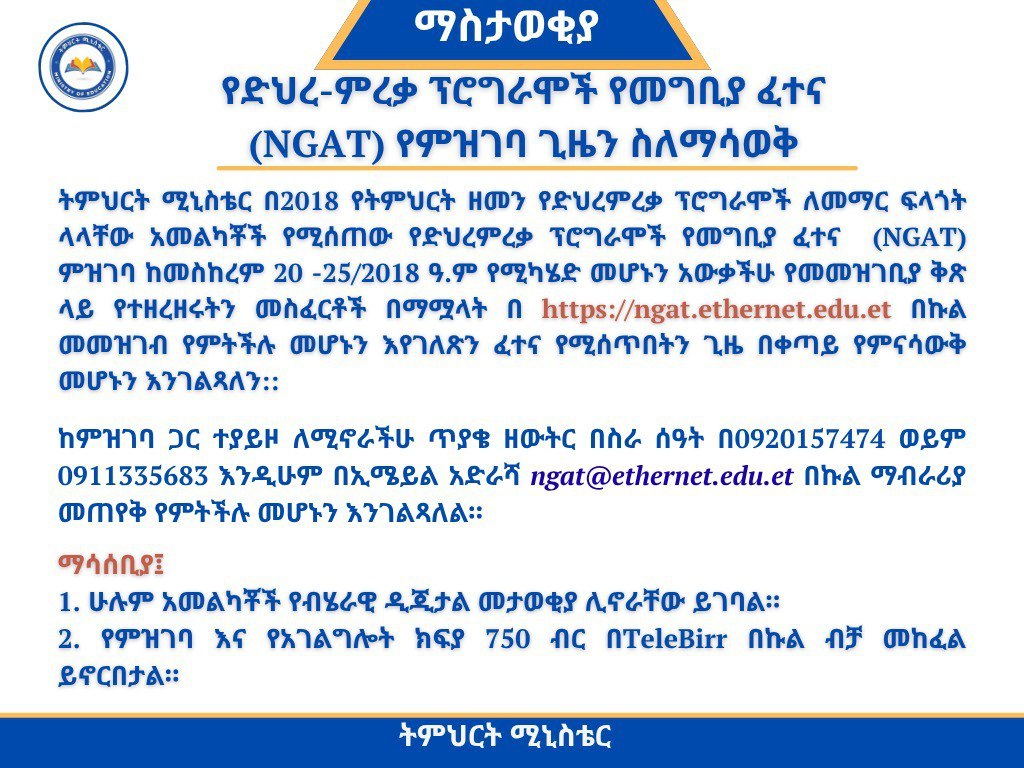 ማስታወቂያ
ትምህርት ሚኒስቴር
MINISTRY OF EDUCATION
የድህረ-ምረቃ ፕሮግራሞች የመግቢያ ፈተና
(NGAT) የምዝገባ ጊዜን ስለማሳወቅ
ትምህርት ሚኒስቴር በ2018 የትምህርት ዘመን የድህረምረቃ ፕሮግራሞች ለመማር ፍላጎት
ላላቸው አመልካቾች የሚሰጠው የድህረምረቃ ፕሮግራሞች የመግቢያ ፈተና (NGAT)
ምዝገባ ከመስከረም 20 -25/2018 ዓ.ም የሚካሄድ መሆኑን አውቃችሁ የመመዝገቢያ ቅጽ
ላይ የተዘረዘሩትን መስፈርቶች በማሟላት በ https://ngat.ethernet.edu.et በኩል
መመዝገብ የምትችሉ መሆኑን እየገለጽን ፈተና የሚሰጥበትን ጊዜ በቀጣይ የምናሳውቅ
መሆኑን እንገልጻለን::
ከምዝገባ ጋር ተያይዞ ለሚኖራችሁ ጥያቄ ዘውትር በስራ ሰዓት በ0920157474 ወይም
0911335683 እንዲሁም በኢሜይል አድራሻ ngat@ethernet.edu.et በኩል ማብራሪያ
መጠየቅ የምትችሉ መሆኑን እንገልጻለል።
ማሳሰቢያ፤
1. ሁሉም አመልካቾች የብሄራዊ ዲጂታል መታወቂያ ሊኖራቸው ይገባል።
2. የምዝገባ እና የአገልግሎት ክፍያ 750 ብር በTeleBirr በኩል ብቻ መከፈል
ይኖርበታል።
ትምህርት ሚኒስቴር